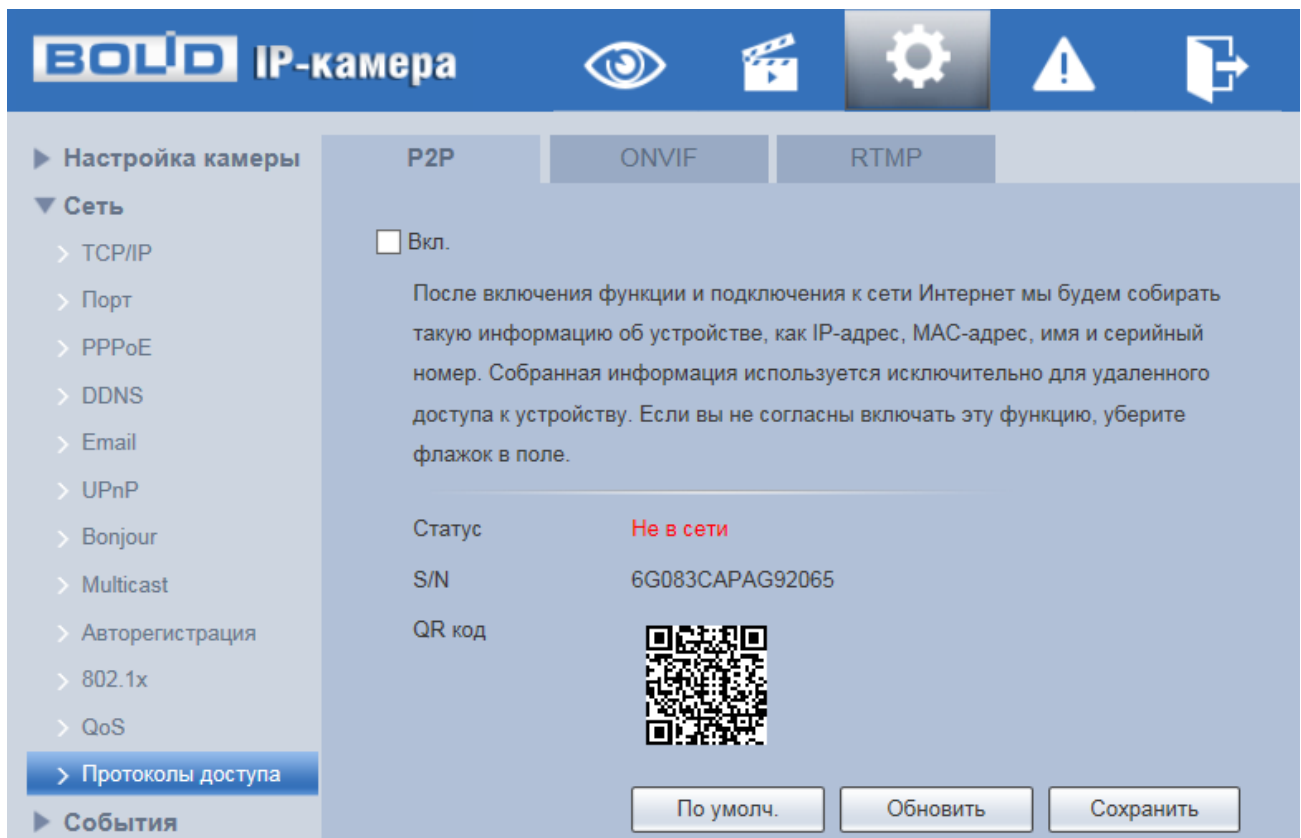 BOLID IP-камера
Настройка камеры
Сеть
TCP/IP
Порт
PPPoE
DDNS
Email
UPnP
Bonjour
Multicast
Авторегистрация
802.1x
QoS
Протоколы доступа
События
P2P
ONVIF
RTMP
Вкл.
После включения функции и подключения к сети Интернет мы будем собирать
такую информацию об устройстве, как IP-адрес, MAC-адрес, имя и серийный
номер. Собранная информация используется исключительно для удаленного
доступа к устройству. Если вы не согласны включать эту функцию, уберите
флажок в поле.
Статус Не в сети
S/N 6G083CAPAG92065
QR код
По умолч. Обновить Сохранить